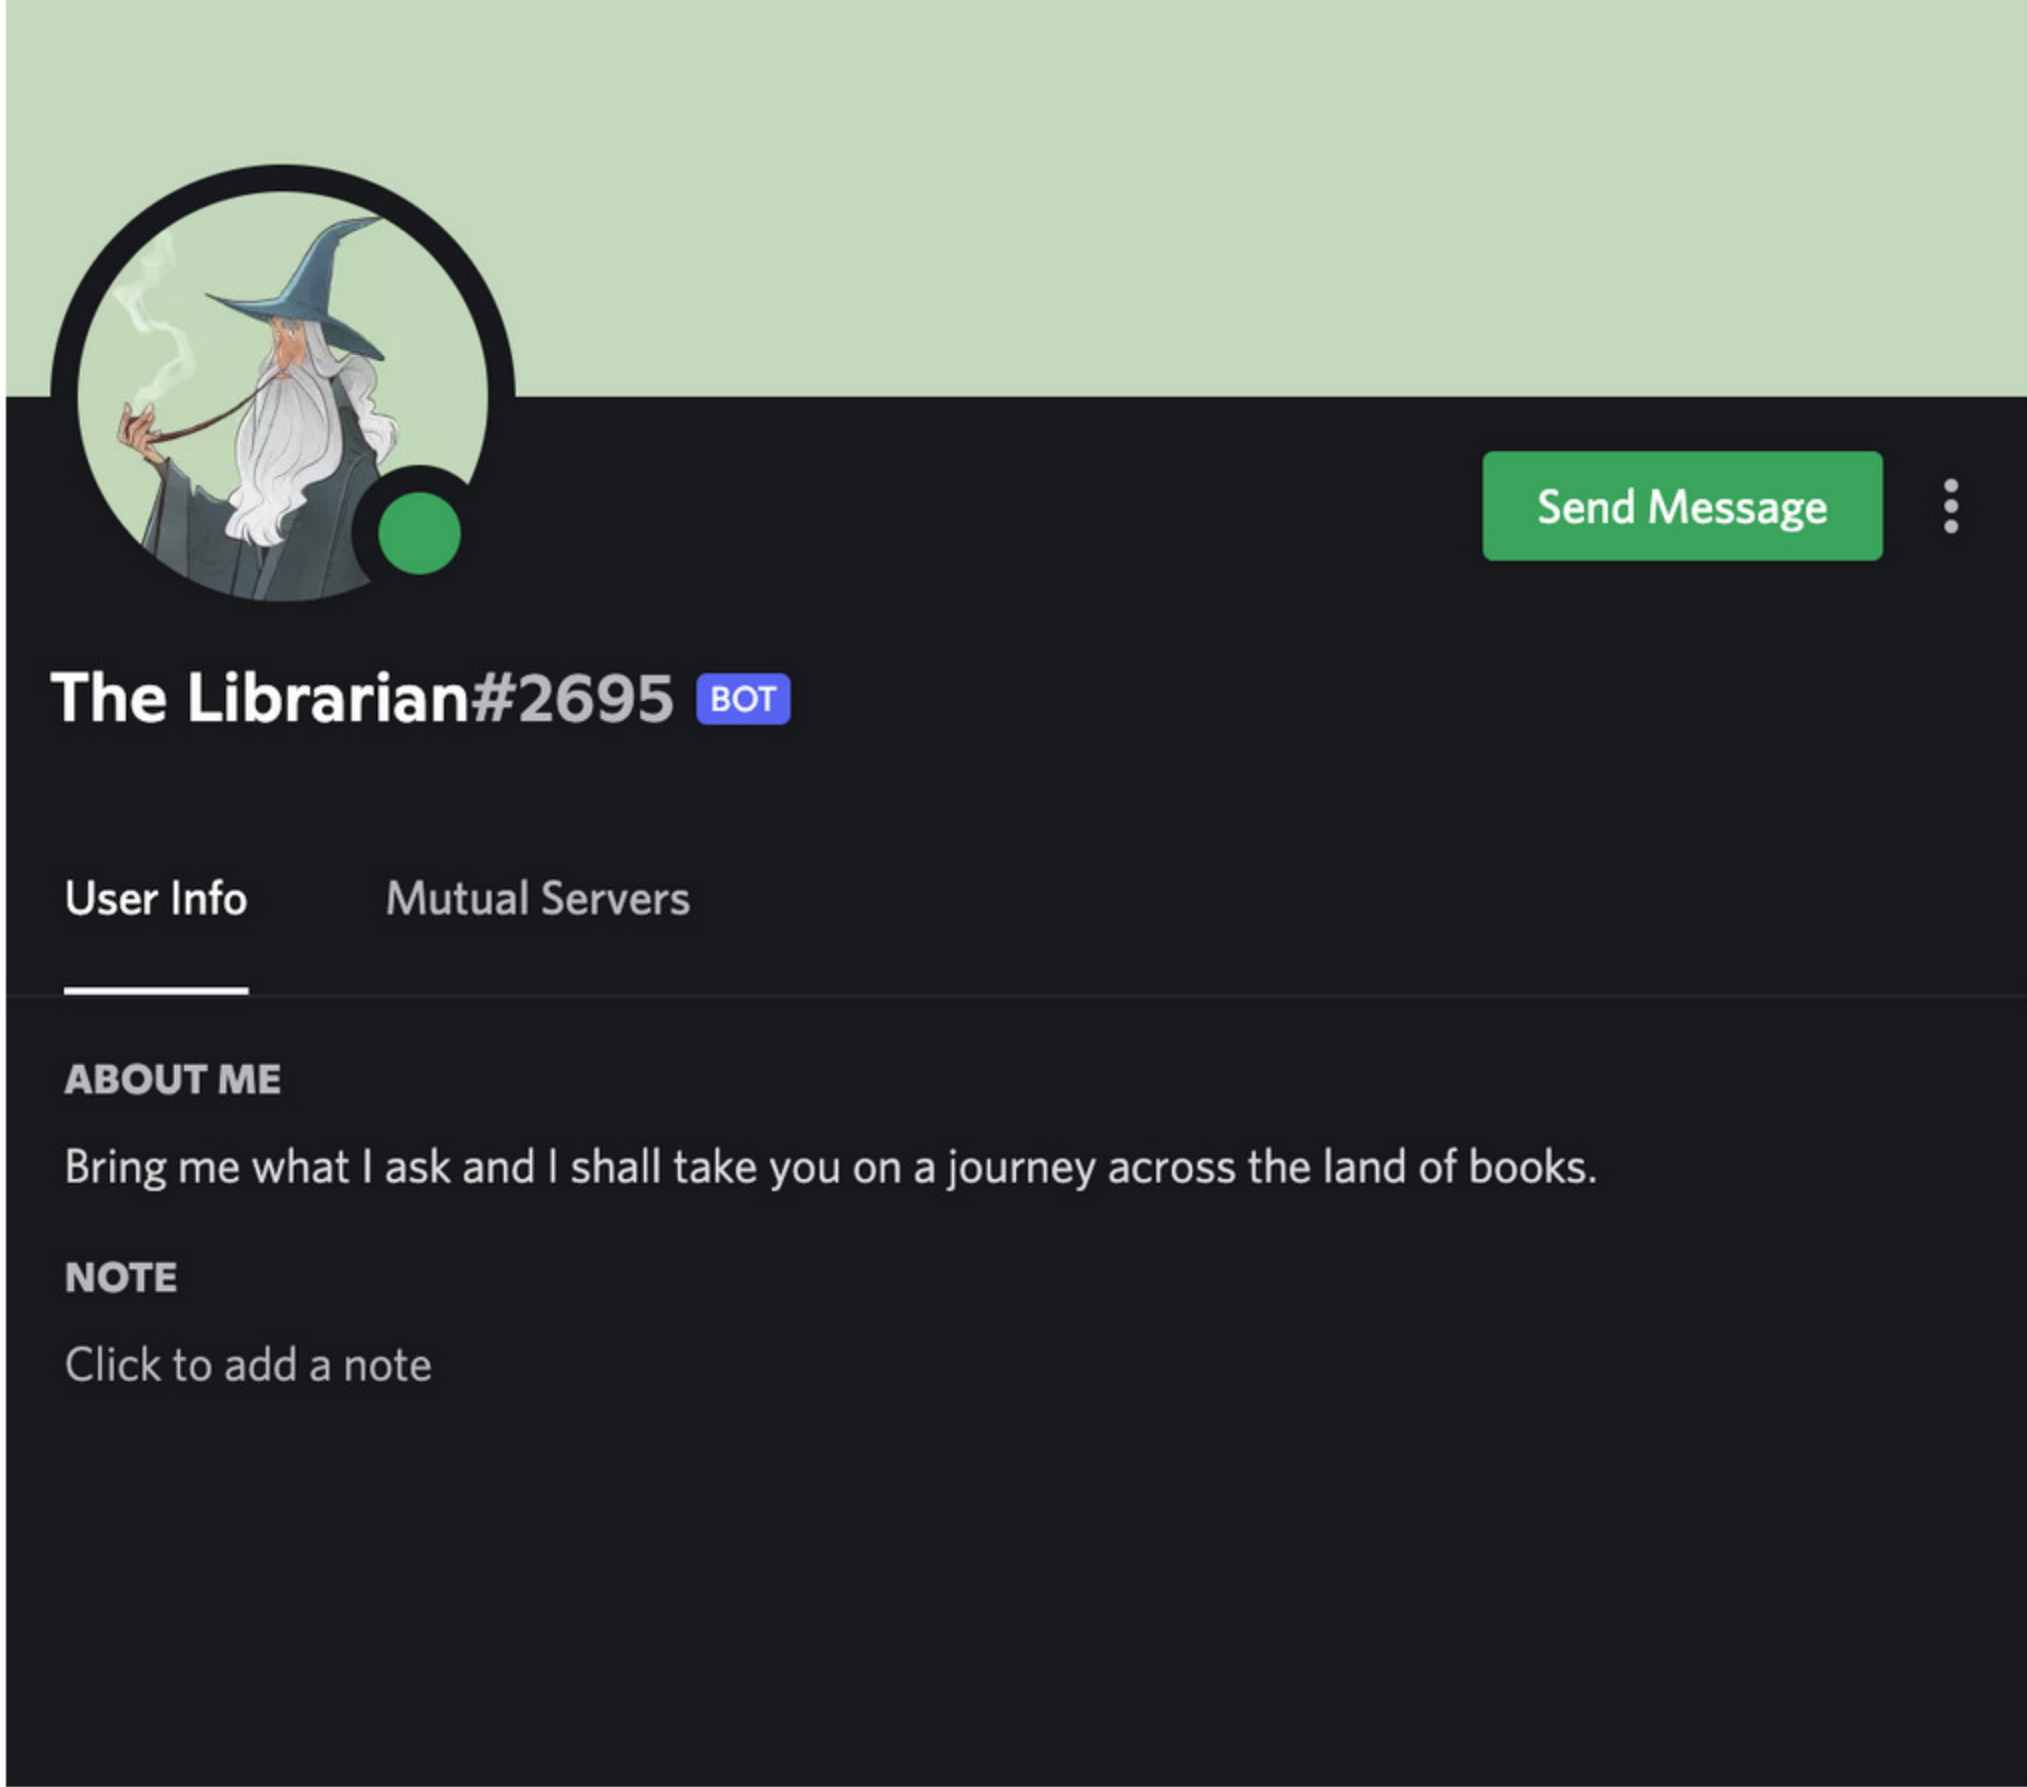 Send Message
The Librarian#2695 BOT
User Info Mutual Servers
ABOUT ME
Bring me what I ask and I shall take you on a journey across the land of books.
NOTE
Click to add a note